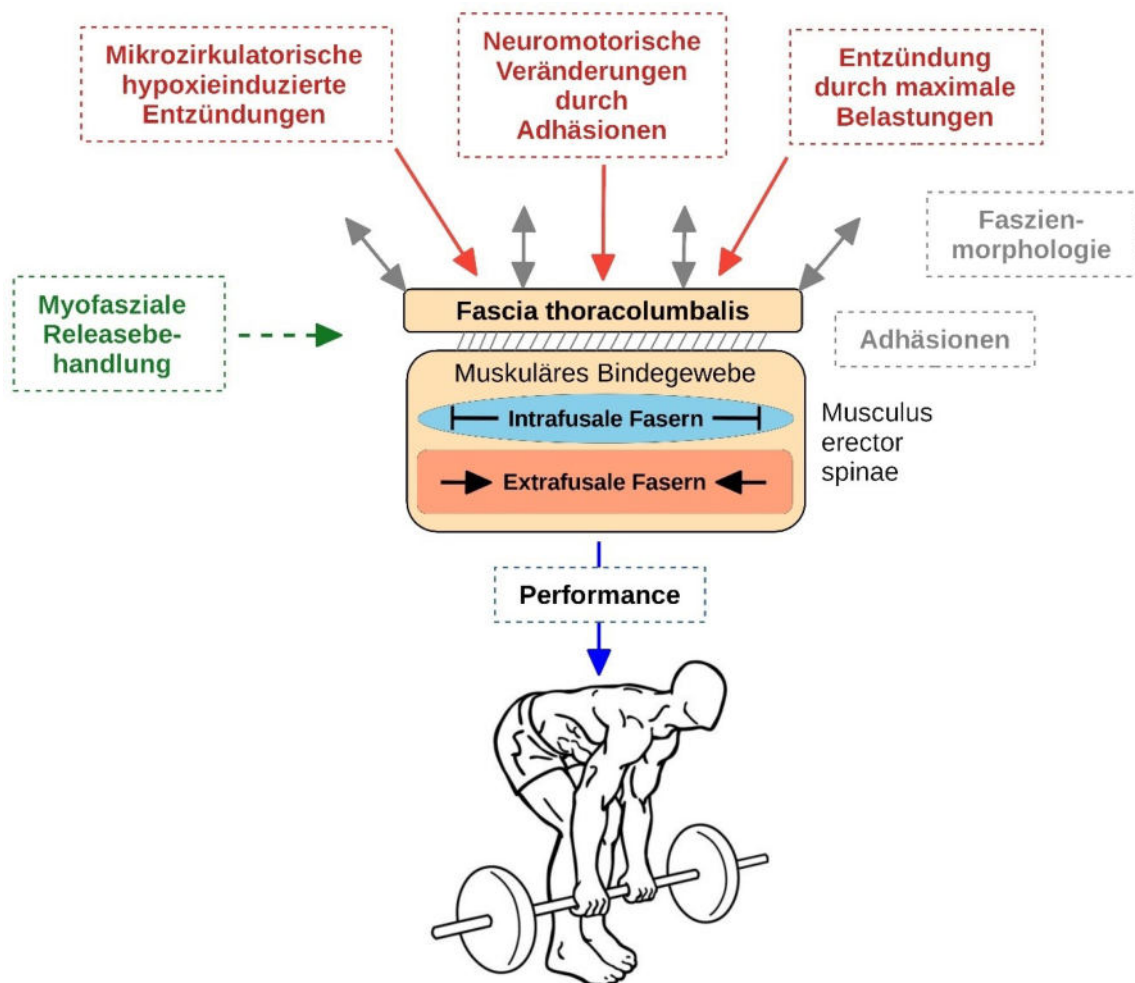 Mikrozirkulatorische
hypoxieinduzierte
Entzündungen
Neuromotorische
Veränderungen
durch
Adhäsionen
Entzündung
durch maximale
Belastungen
Faszien-
morphologie
Myofasziale
Releasebe-
handlung
Fascia thoracolumbalis
Adhäsionen
Muskuläres Bindegewebe
Intrafusale Fasern
Extrafusale Fasern
Musculus
erector
spinae
Performance